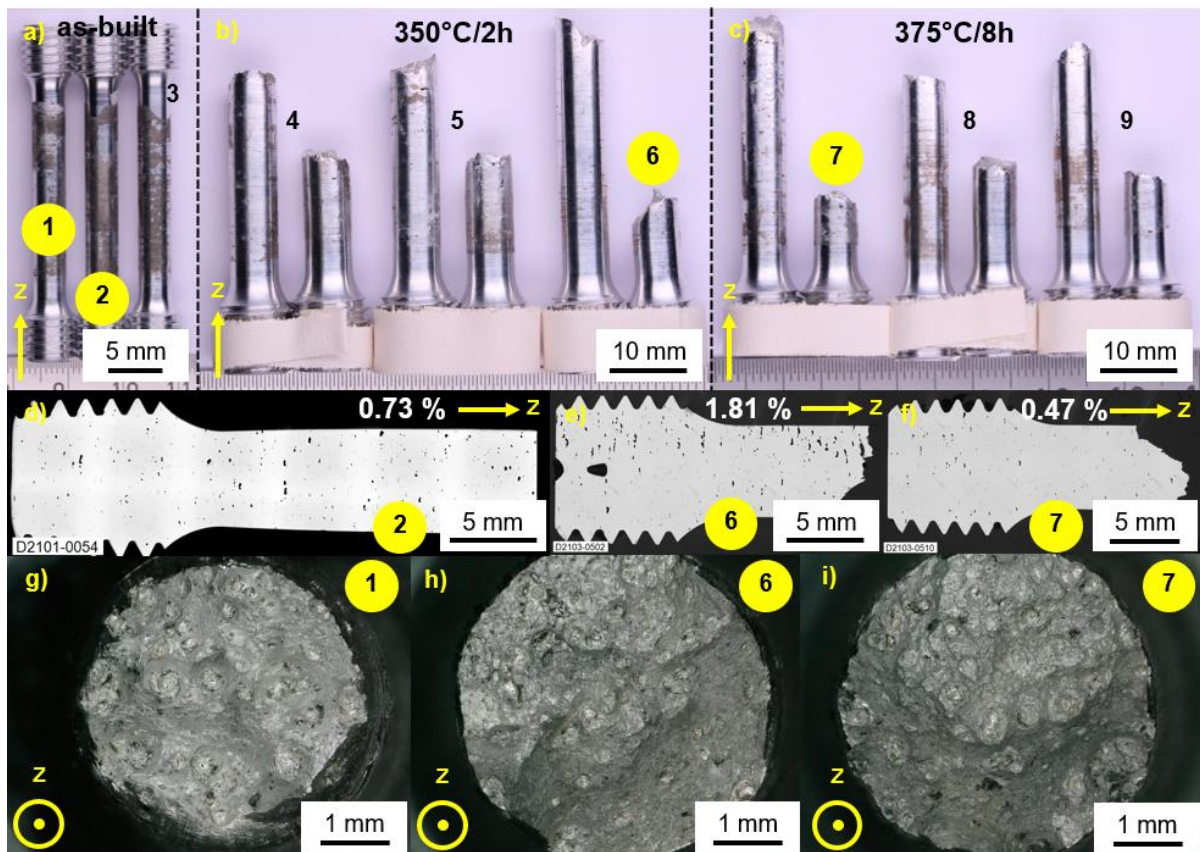 a) as-built
3
1
2
Z
5 mm
b) 350°C/2h
4
5
6
Z
10 mm
c) 375°C/8h
7
8
9
Z
10 mm
d) 0.73 % Z
2
5 mm
D2101-0054
e) 1.81 % Z
6
5 mm
D2103-0502
f) 0.47 % Z
7
5 mm
D2103-0510
g) 1
Z
1 mm
h) 6
Z
1 mm
i) 7
Z
1 mm